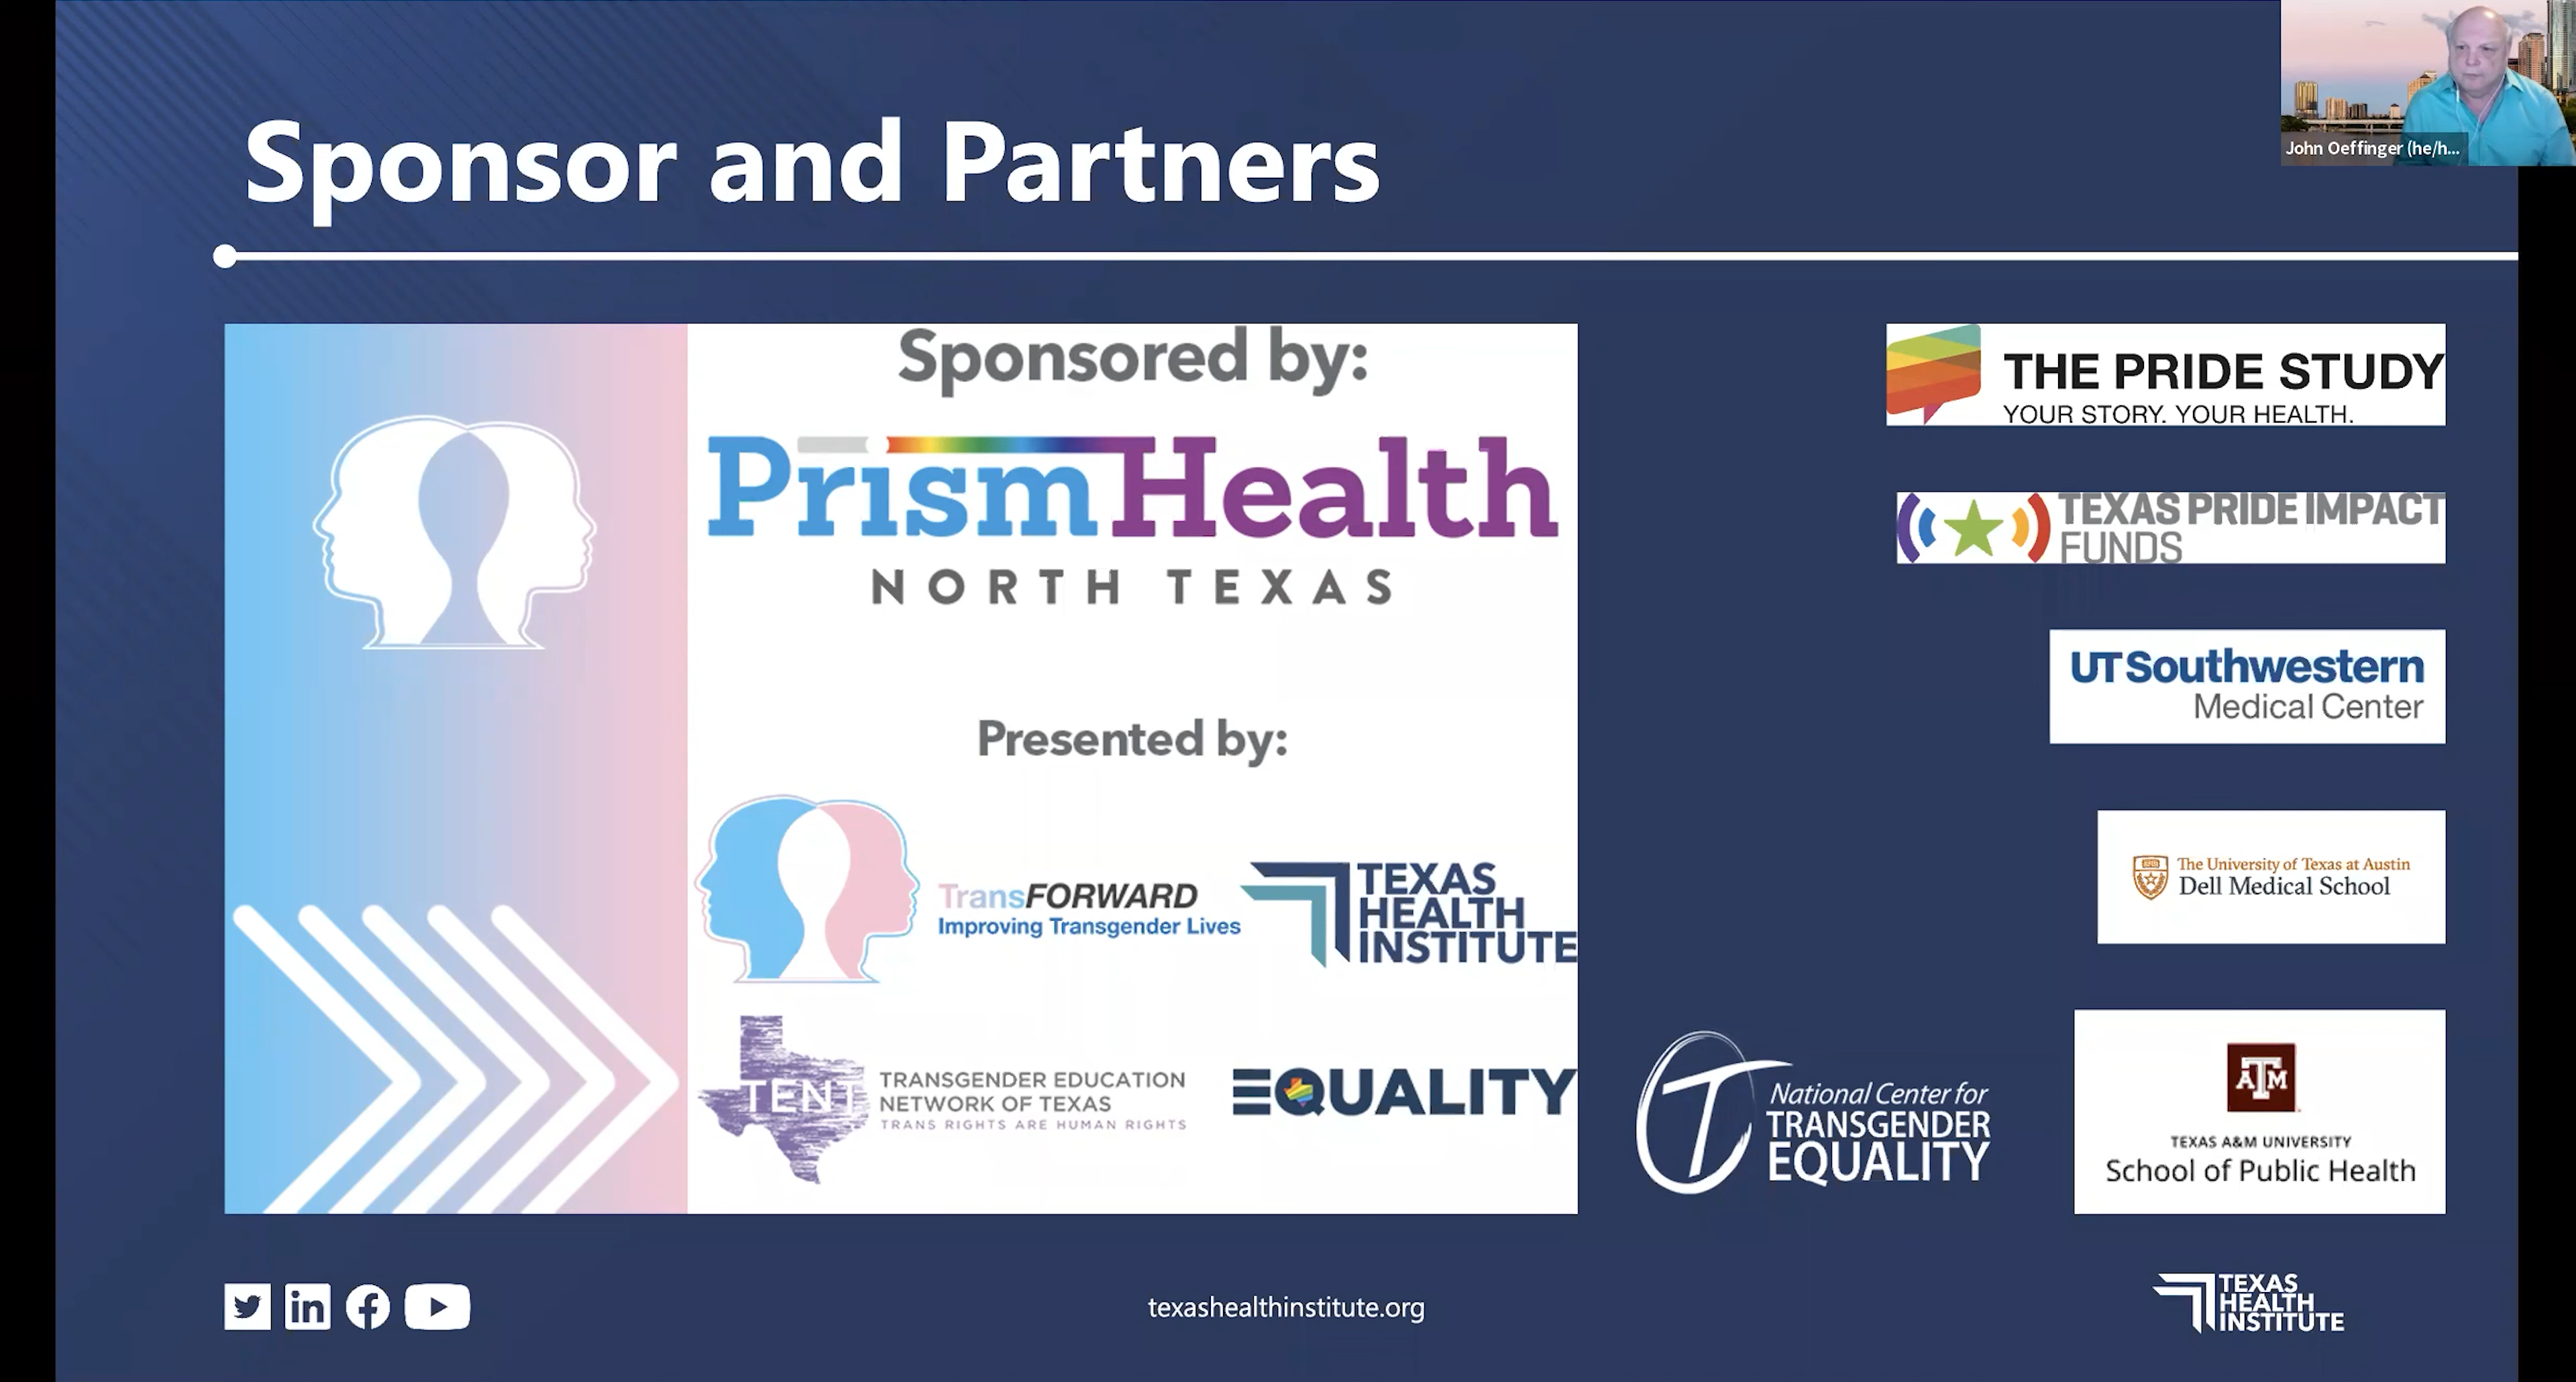 John Oeffinger (he/h...
Sponsor and Partners
Sponsored by:
PrismHealth
NORTH TEXAS
Presented by:
TransFORWARD
Improving Transgender Lives
TEXAS
HEALTH
INSTITUTE
TENT
TRANSGENDER EDUCATION
NETWORK OF TEXAS
TRANS RIGHTS ARE HUMAN RIGHTS
EQUALITY
THE PRIDE STUDY
YOUR STORY. YOUR HEALTH.
TEXAS PRIDE IMPACT
FUNDS
UTSouthwestern
Medical Center
The University of Texas at Austin
Dell Medical School
National Center for
TRANSGENDER
EQUALITY
ATM
TEXAS A&M UNIVERSITY
School of Public Health
in
texashealthinstitute.org
TEXAS
HEALTH
INSTITUTE